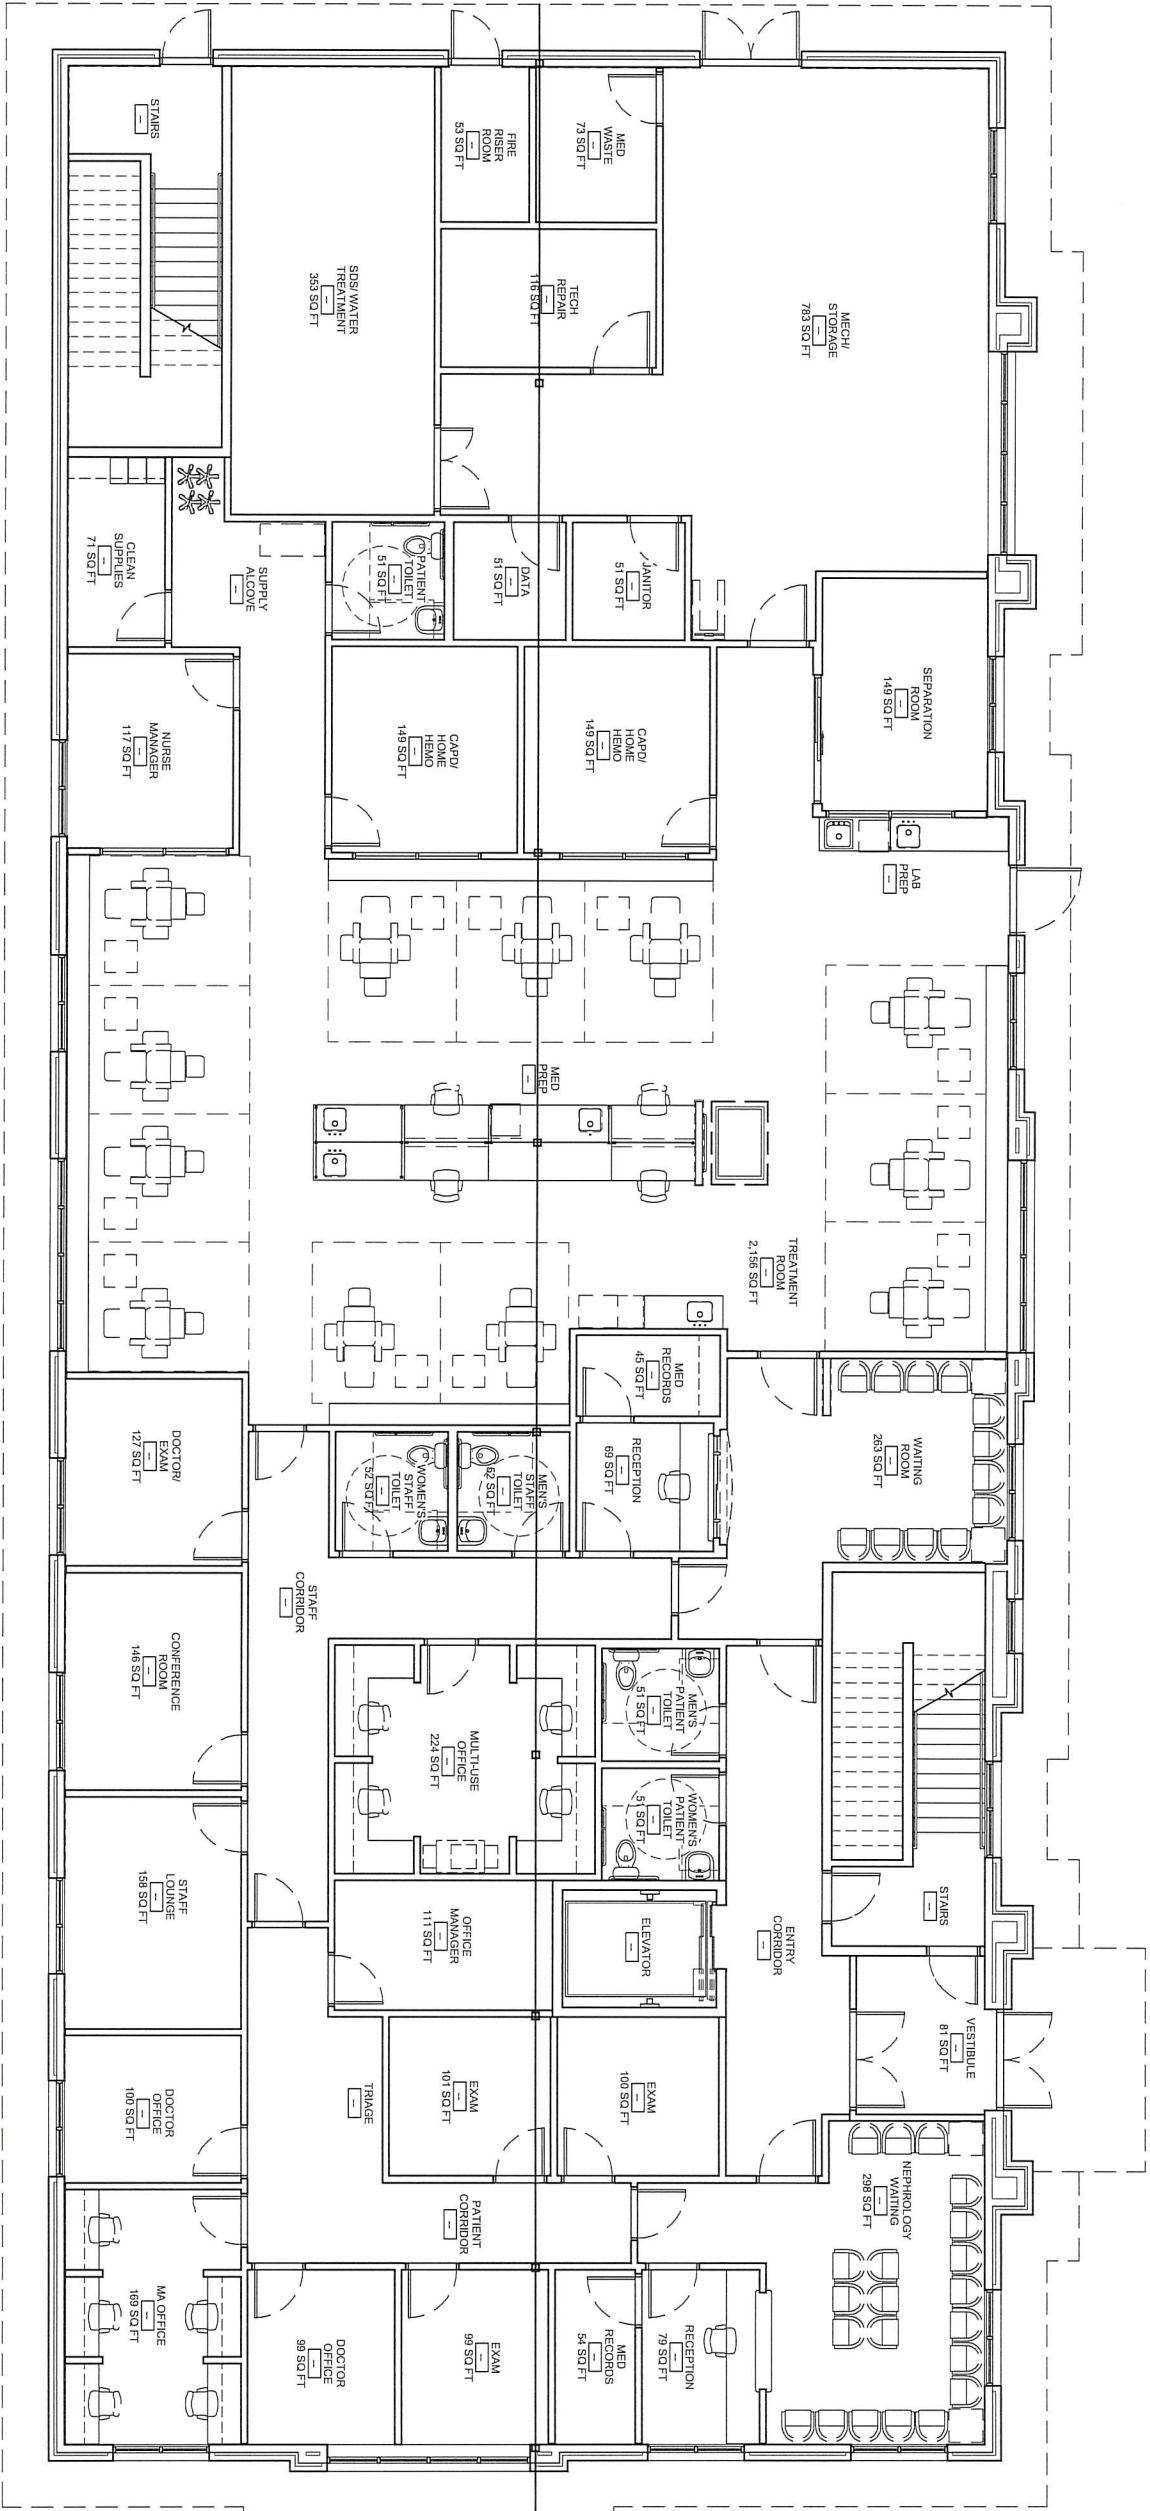 SEPARATION
ROOM
--
149 SQ FT
LAB
PREP
--
WAITING
ROOM
--
263 SQ FT
STAIRS
--
VESTIBULE
--
81 SQ FT
NEPHROLOGY
WAITING
--
298 SQ FT
MECH/
STORAGE
--
783 SQ FT
TREATMENT
ROOM
--
2,156 SQ FT
ENTRY
CORRIDOR
--
MED
WASTE
--
73 SQ FT
JANITOR
--
51 SQ FT
CAPD/
HOME
HEMO
--
149 SQ FT
MED
RECORDS
--
45 SQ FT
RECEPTION
--
69 SQ FT
MEN'S
PATIENT
TOILET
--
51 SQ FT
WOMEN'S
PATIENT
TOILET
--
51 SQ FT
ELEVATOR
--
EXAM
--
100 SQ FT
RECEPTION
--
79 SQ FT
MED
RECORDS
--
54 SQ FT
FIRE
RISER
ROOM
--
53 SQ FT
TECH
REPAIR
--
116 SQ FT
DATA
--
51 SQ FT
MED
PREP
--
MEN'S
STAFF
TOILET
--
52 SQ FT
MULTI-USE
OFFICE
--
224 SQ FT
OFFICE
MANAGER
--
111 SQ FT
EXAM
--
101 SQ FT
PATIENT
CORRIDOR
--
EXAM
--
99 SQ FT
SDS/ WATER
TREATMENT
--
353 SQ FT
PATIENT
TOILET
--
51 SQ FT
CAPD/
HOME
HEMO
--
149 SQ FT
WOMEN'S
STAFF
TOILET
--
52 SQ FT
STAFF
CORRIDOR
--
TRIAGE
--
DOCTOR
OFFICE
--
99 SQ FT
SUPPLY
ALCOVE
--
STAIRS
--
CLEAN
SUPPLIES
--
71 SQ FT
NURSE
MANAGER
--
117 SQ FT
DOCTOR/
EXAM
--
127 SQ FT
CONFERENCE
ROOM
--
146 SQ FT
STAFF
LOUNGE
--
158 SQ FT
DOCTOR
OFFICE
--
100 SQ FT
MA OFFICE
--
169 SQ FT